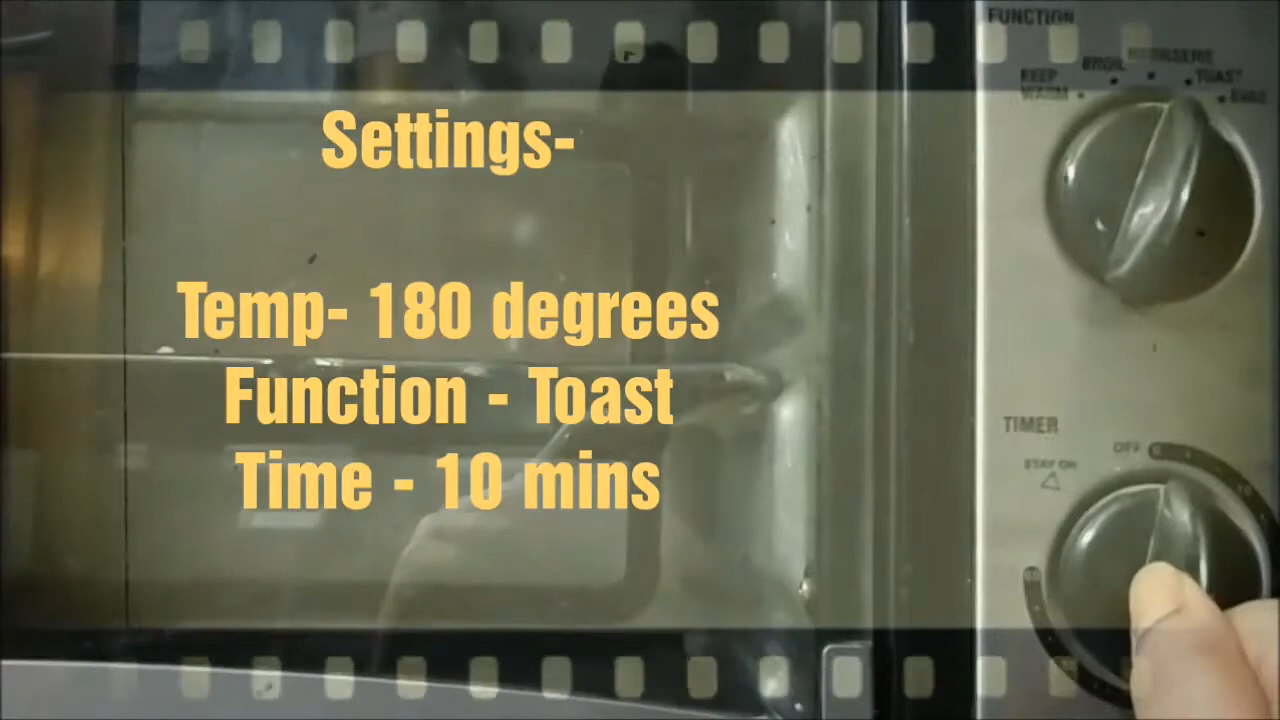 Settings-
Temp- 180 degrees
Function - Toast
Time - 10 mins
FUNCTION
KEEP
WARM
BROIL
TOAST
TIMER
OFF
STAY ON